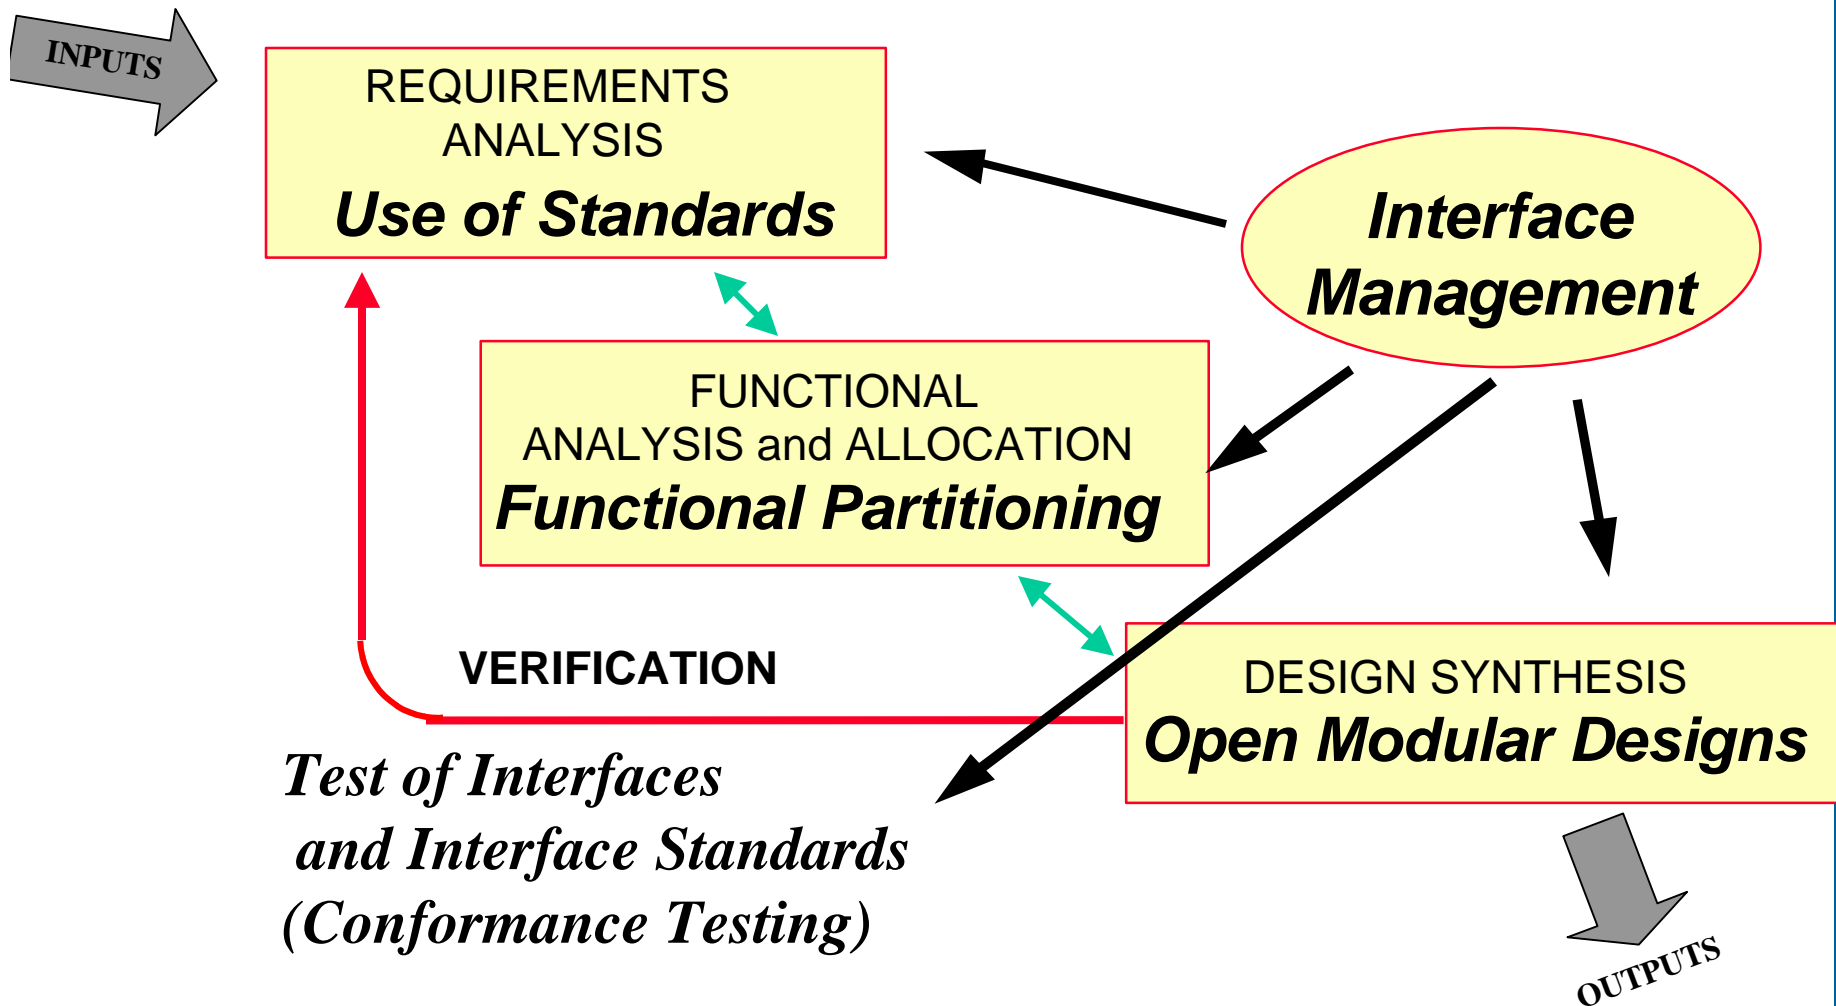 INPUTS
REQUIREMENTS
ANALYSIS
Use of Standards
Interface
Management
FUNCTIONAL
ANALYSIS and ALLOCATION
Functional Partitioning
VERIFICATION
DESIGN SYNTHESIS
Open Modular Designs
Test of Interfaces
and Interface Standards
(Conformance Testing)
OUTPUTS